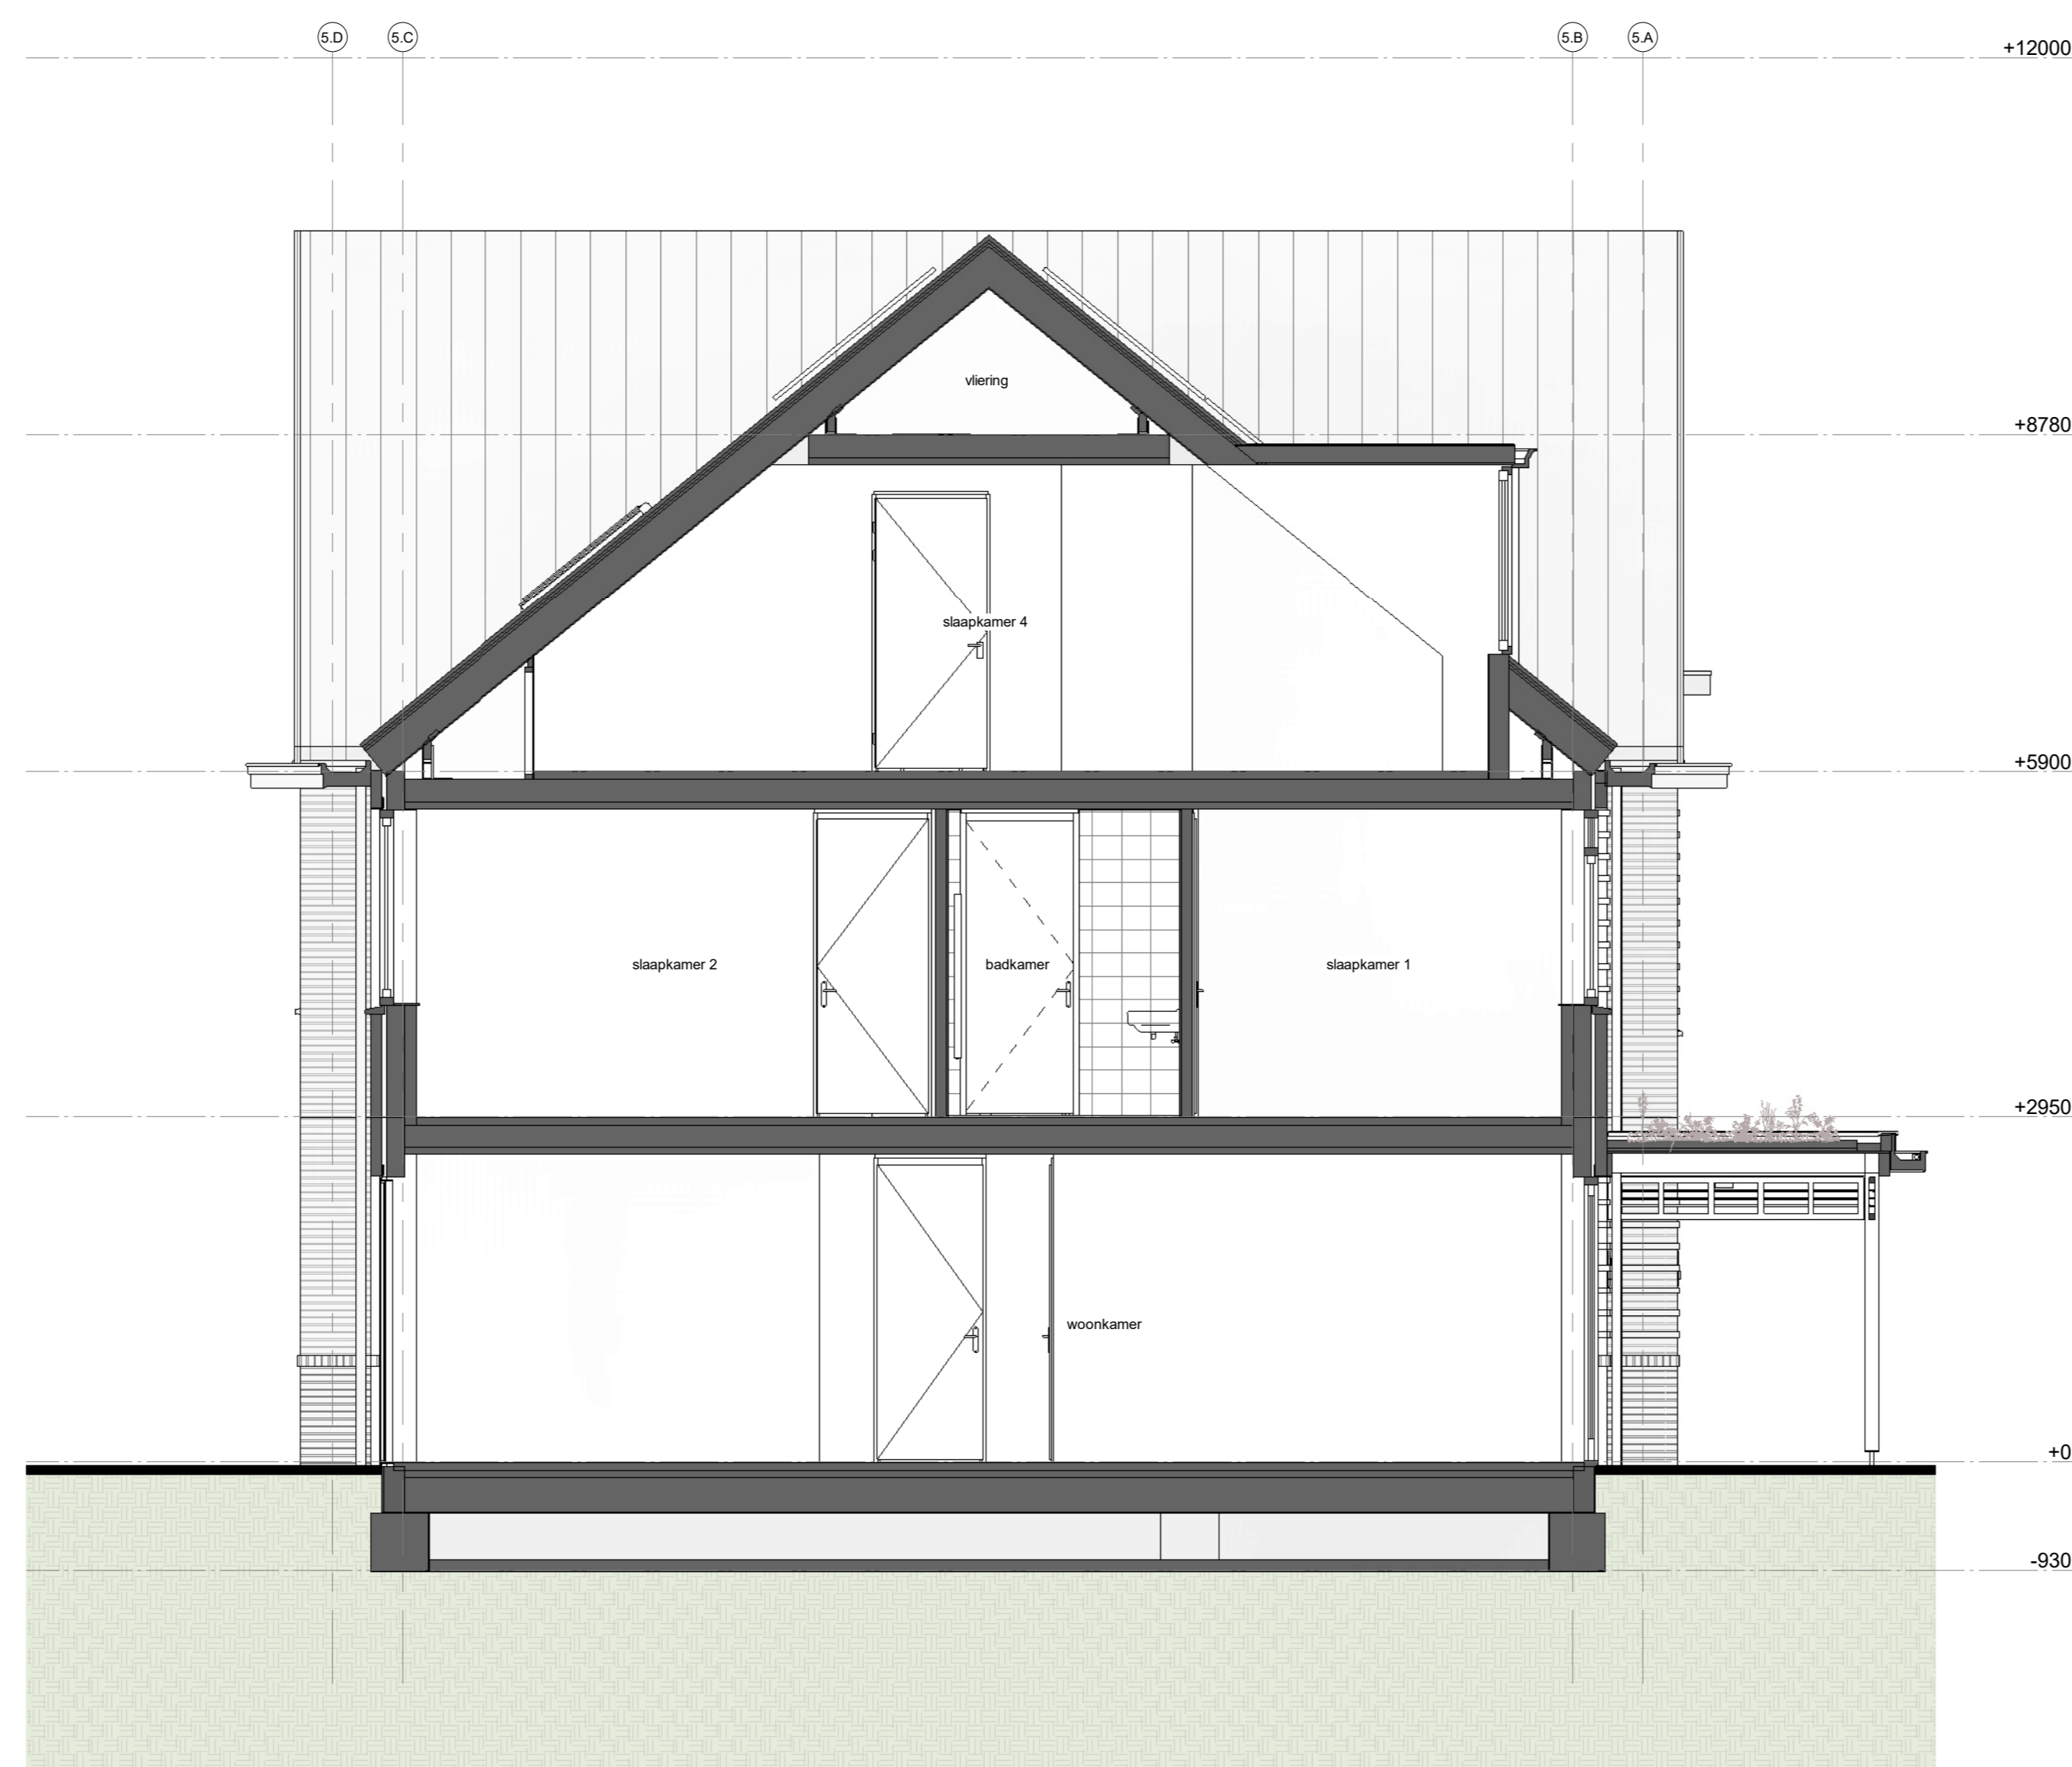 5.D
5.C
5.B
5.A
+12000
vliering
+8780
slaapkamer 4
+5900
slaapkamer 2
badkamer
slaapkamer 1
+2950
woonkamer
+0
-930